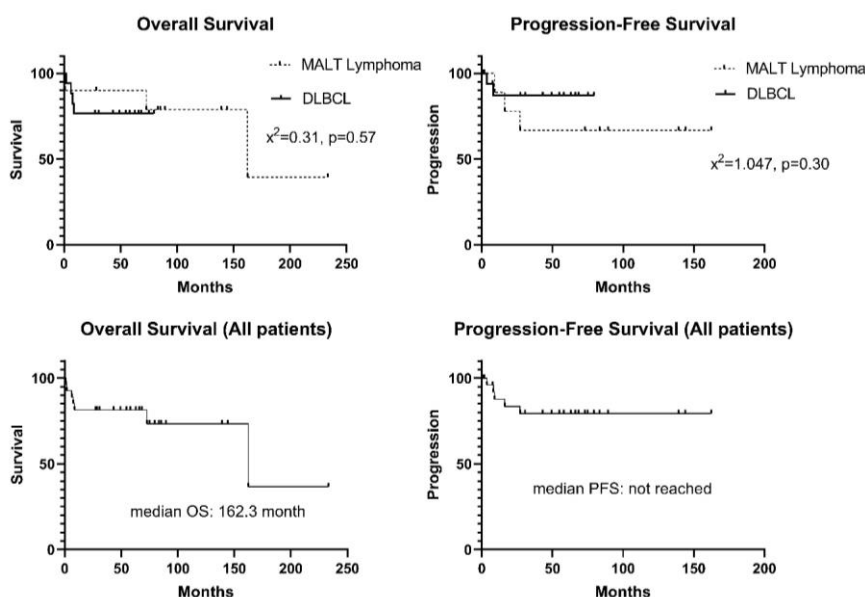 Overall Survival
100
50
0
Survival
0 50 100 150 200 250
Months
MALT Lymphoma
DLBCL
x²=0.31, p=0.57
Progression-Free Survival
100
50
0
Progression
0 50 100 150 200
Months
MALT Lymphoma
DLBCL
x²=1.047, p=0.30
Overall Survival (All patients)
100
50
0
Survival
0 50 100 150 200 250
Months
median OS: 162.3 month
Progression-Free Survival (All patients)
100
50
0
Progression
0 50 100 150 200
Months
median PFS: not reached